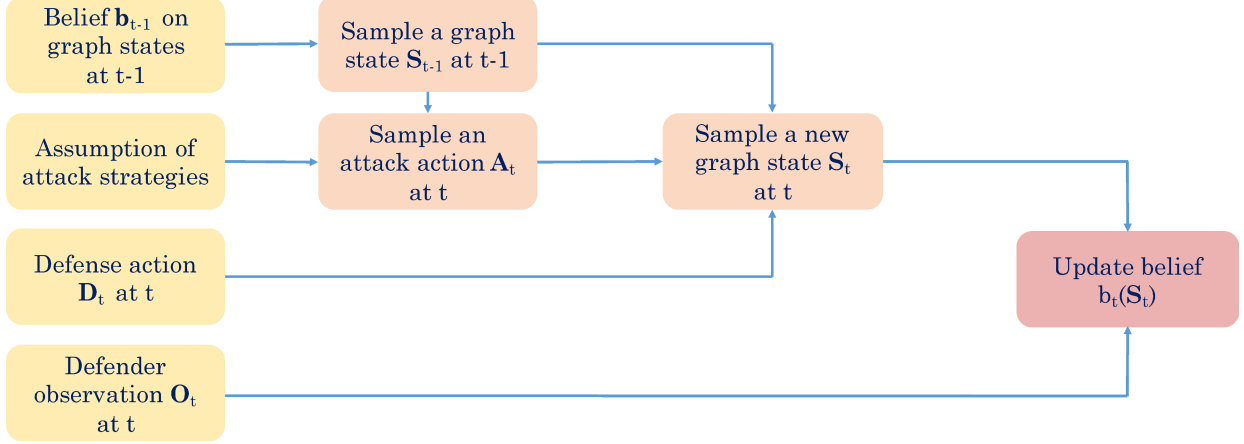 Belief b_{t-1} on
graph states
at t-1
Sample a graph
state S_{t-1} at t-1
Assumption of
attack strategies
Sample an
attack action A_t
at t
Sample a new
graph state S_t
at t
Defense action
D_t at t
Update belief
b_t(S_t)
Defender
observation O_t
at t